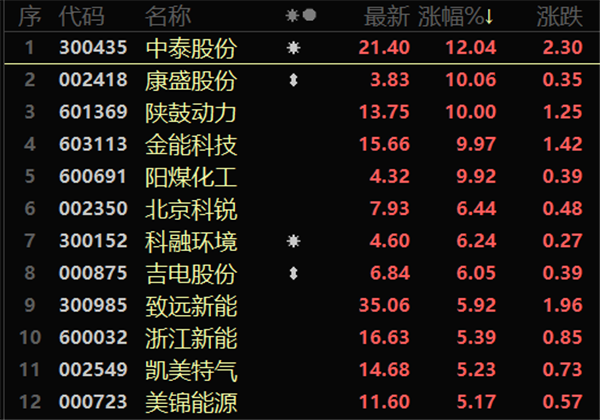 序 代码 名称 最新 涨幅%↓ 涨跌
1 300435 中泰股份 21.40 12.04 2.30
2 002418 康盛股份 3.83 10.06 0.35
3 601369 陕鼓动力 13.75 10.00 1.25
4 603113 金能科技 15.66 9.97 1.42
5 600691 阳煤化工 4.32 9.92 0.39
6 002350 北京科锐 7.93 6.44 0.48
7 300152 科融环境 4.60 6.24 0.27
8 000875 吉电股份 6.84 6.05 0.39
9 300985 致远新能 35.06 5.92 1.96
10 600032 浙江新能 16.63 5.39 0.85
11 002549 凯美特气 14.68 5.23 0.73
12 000723 美锦能源 11.60 5.17 0.57